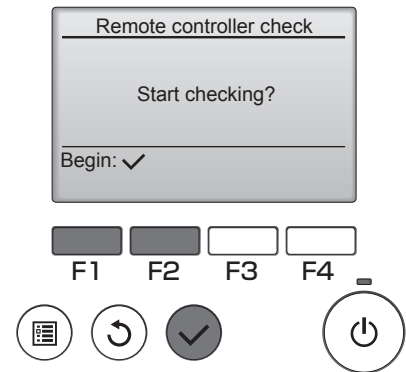 Remote controller check
Start checking?
Begin: ✓
F1 F2 F3 F4